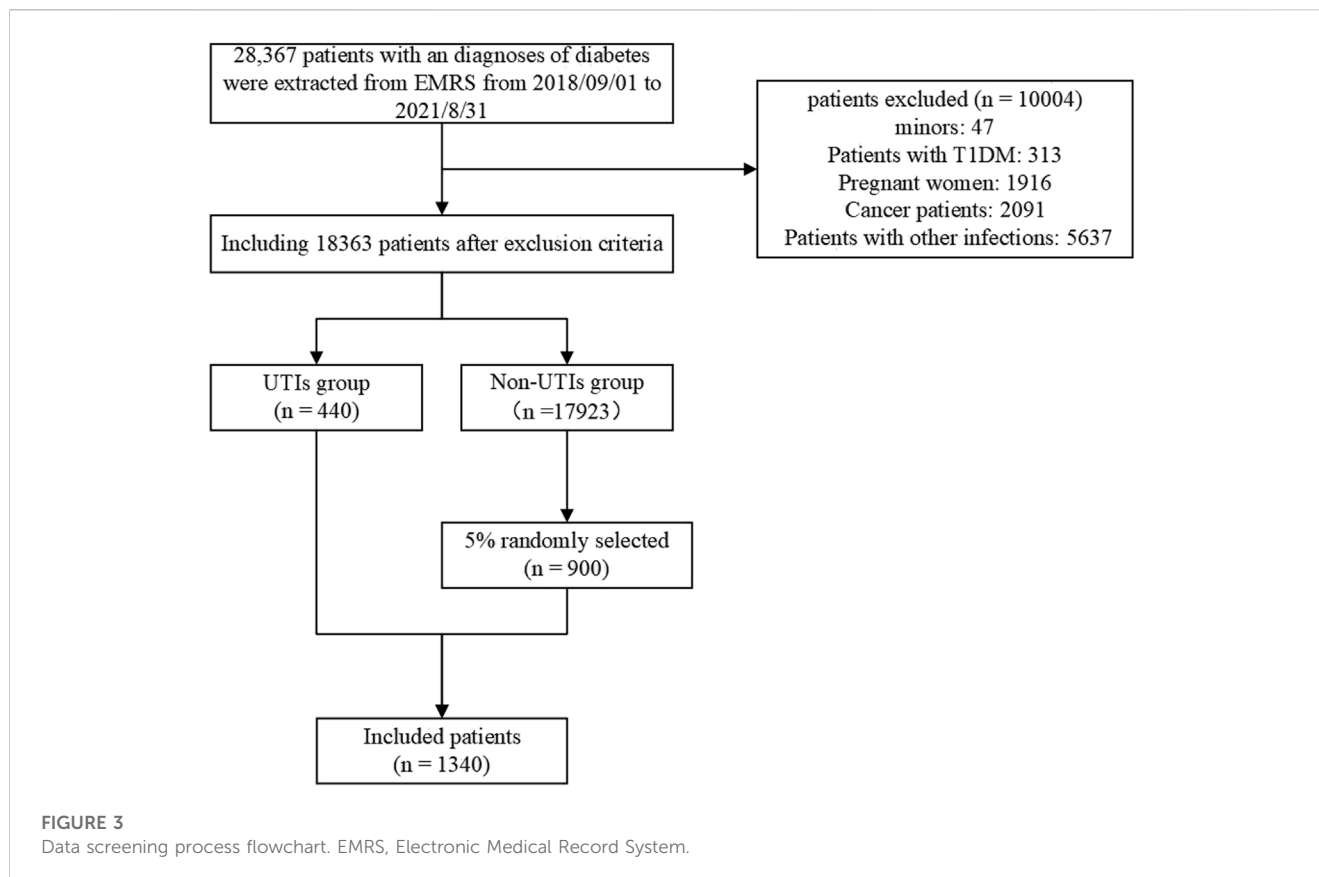 28,367 patients with an diagnoses of diabetes
were extracted from EMRS from 2018/09/01 to
2021/8/31
patients excluded (n = 10004)
minors: 47
Patients with T1DM: 313
Pregnant women: 1916
Cancer patients: 2091
Patients with other infections: 5637
Including 18363 patients after exclusion criteria
UTIs group
(n = 440)
Non-UTIs group
（n =17923）
5% randomly selected
(n = 900)
Included patients
(n = 1340)
FIGURE 3
Data screening process flowchart. EMRS, Electronic Medical Record System.